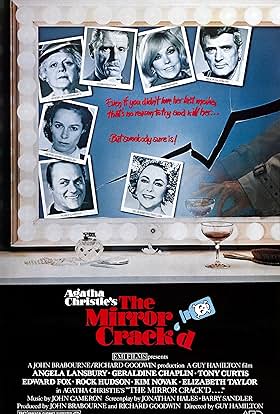 Even if you didn't love her last movies,
that's no reason to try and kill her....
...But somebody sure is!
Agatha
Christie's The
Mirror
Crack'd
EMI FILMS presents
A JOHN BRABOURNE/RICHARD GOODWIN production A GUY HAMILTON film
ANGELA LANSBURY · GERALDINE CHAPLIN · TONY CURTIS
EDWARD FOX · ROCK HUDSON · KIM NOVAK · ELIZABETH TAYLOR
IN AGATHA CHRISTIE'S "THE MIRROR CRACK'D...."
Music by JOHN CAMERON Screenplay by JONATHAN HALES · BARRY SANDLER
Produced by JOHN BRABOURNE and RICHARD GOODWIN Directed by GUY HAMILTON